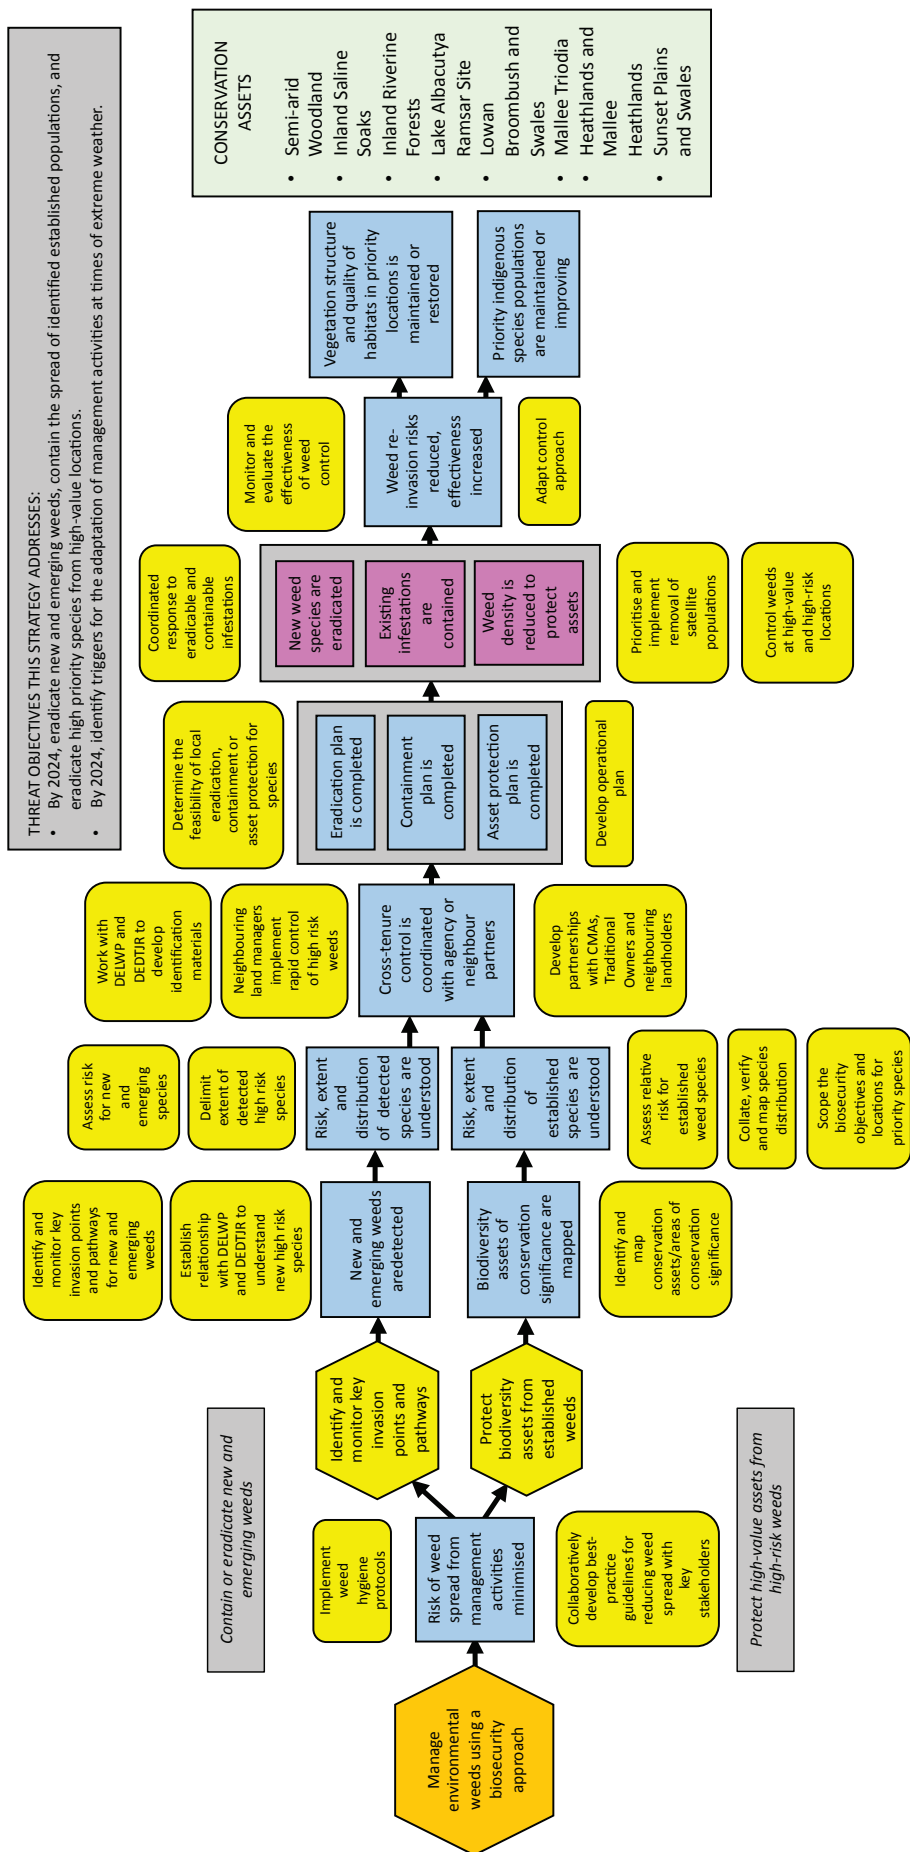 THREAT OBJECTIVES THIS STRATEGY ADDRESSES:
• By 2024, eradicate new and emerging weeds, contain the spread of identified established populations, and
eradicate high priority species from high-value locations.
• By 2024, identify triggers for the adaptation of management activities at times of extreme weather.
Contain or eradicate new and
emerging weeds
Manage
environmental
weeds using a
biosecurity
approach
Implement
weed
hygiene
protocols
Risk of weed
spread from
management
activities
minimised
Collaboratively
develop best-
practice
guidelines for
reducing weed
spread with
key
stakeholders
Protect high-value assets from
high-risk weeds
Identify and
monitor key
invasion
points and
pathways
Protect
biodiversity
assets from
established
weeds
Identify and
monitor key
invasion points
and pathways
for new and
emerging
weeds
Establish
relationship
with DELWP
and DEDTJR to
understand
new high risk
species
New and
emerging weeds
aredetected
Biodiversity
assets of
conservation
significance are
mapped
Identify and
map
conservation
assets/areas of
conservation
significance
Assess risk
for new and
emerging
species
Delimit
extent of
detected
high risk
species
Risk, extent
and
distribution
of detected
species are
understood
Risk, extent
and
distribution of
established
species are
understood
Assess relative
risk for
established
weed species
Collate, verify
and map species
distribution
Scope the
biosecurity
objectives and
locations for
priority species
Work with
DELWP and
DEDTJR to
develop
identification
materials
Neighbouring
land managers
implement
rapid control
of high risk
weeds
Cross-tenure
control is
coordinated
with agency or
neighbour
partners
Develop
partnerships
with CMAs,
Traditional
Owners and
neighbouring
landholders
Determine the
feasibility of local
eradication,
containment or
asset protection for
species
Eradication plan
is completed
Containment
plan is
completed
Asset protection
plan is
completed
Develop operational
plan
Coordinated
response to
eradicable and
containable
infestations
New weed
species are
eradicated
Existing
infestations
are
contained
Weed
density is
reduced to
protect
assets
Prioritise and
implement
removal of
satellite
populations
Control weeds
at high-value
and high-risk
locations
Monitor and
evaluate the
effectiveness
of weed
control
Weed re-
invasion risks
reduced,
effectiveness
increased
Adapt control
approach
Vegetation structure
and quality of
habitats in priority
locations is
maintained or
restored
Priority indigenous
species populations
are maintained or
improving
CONSERVATION
ASSETS
• Semi-arid
Woodland
• Inland Saline
Soaks
• Inland Riverine
Forests
• Lake Albacutya
Ramsar Site
• Lowan
Broombush and
Swales
• Mallee Triodia
• Heathlands and
Mallee
Heathlands
• Sunset Plains
and Swales